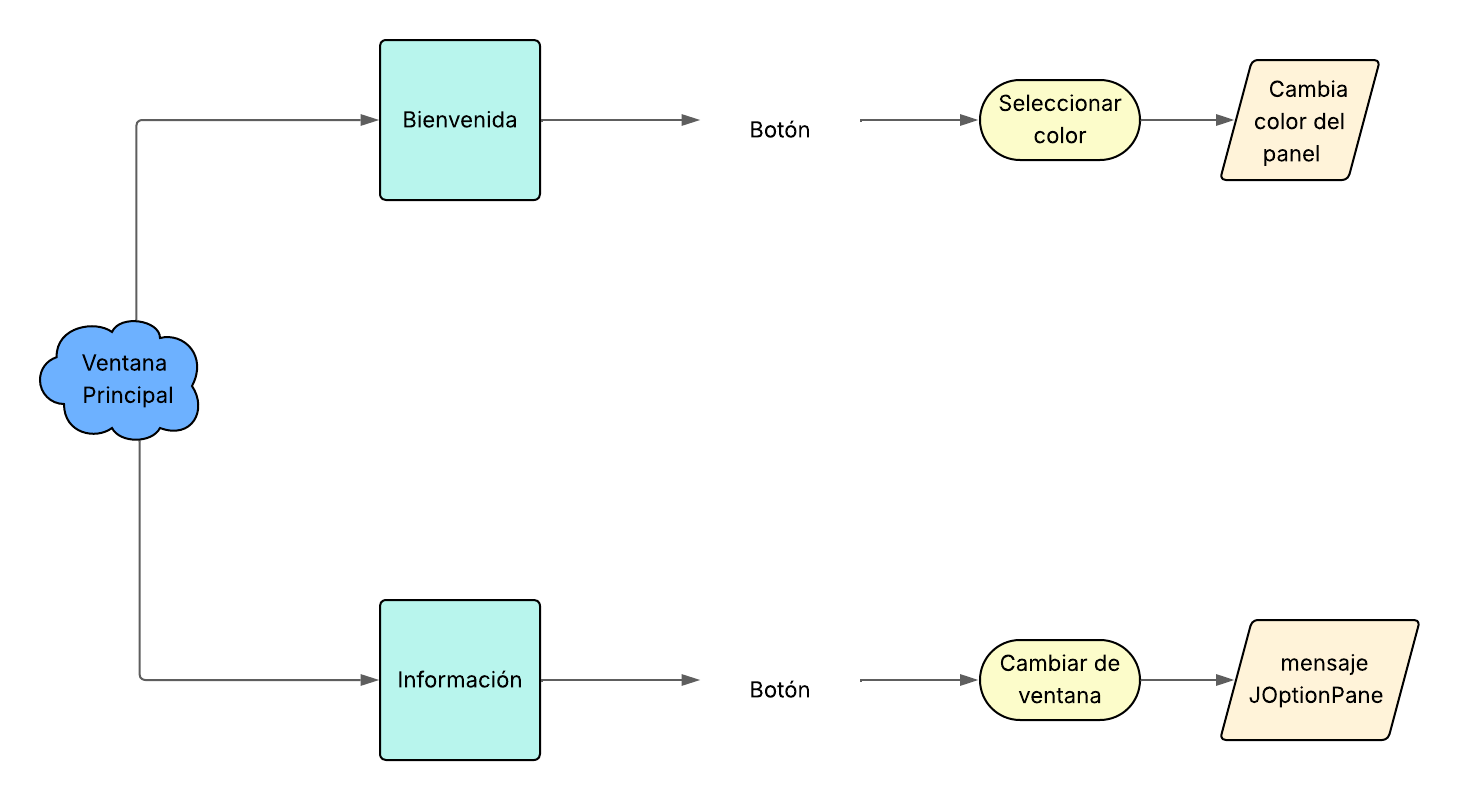 Bienvenida
Botón
Seleccionar
color
Cambia
color del
panel
Ventana
Principal
Información
Botón
Cambiar de
ventana
mensaje
JOptionPane